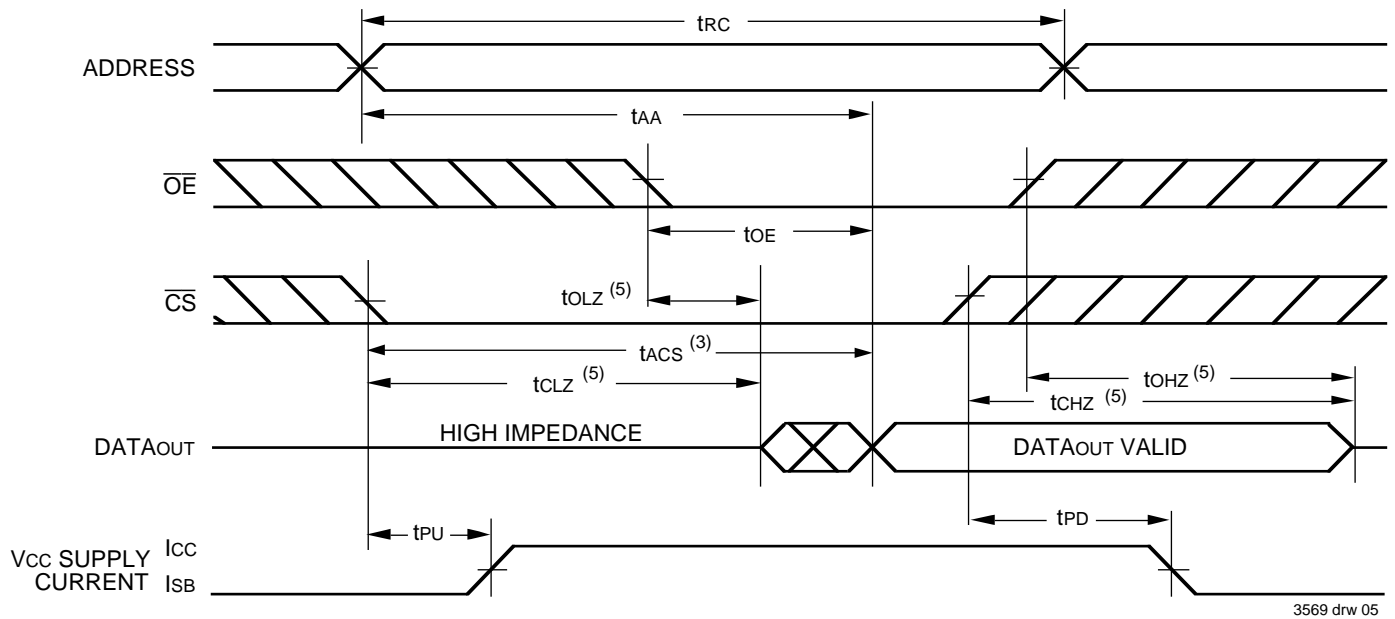 tRC
ADDRESS
tAA
OE
tOE
CS
tOLZ (5)
tACS (3)
tCLZ (5)
tOHZ (5)
tCHZ (5)
DATAOUT
HIGH IMPEDANCE
DATAOUT VALID
tPU
tPD
VCC SUPPLY CURRENT
ICC
ISB
3569 drw 05